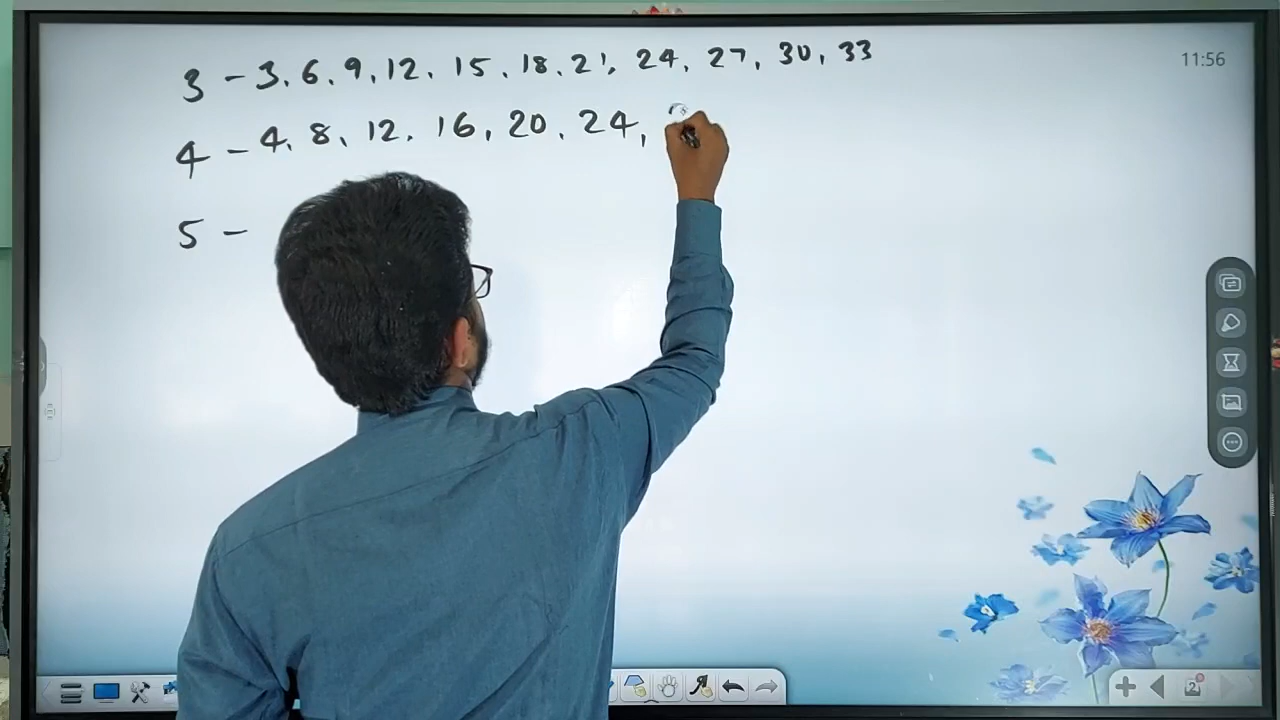 11:56
3 - 3, 6, 9, 12, 15, 18, 21, 24, 27, 30, 33
4 - 4, 8, 12, 16, 20, 24,
5 -
2